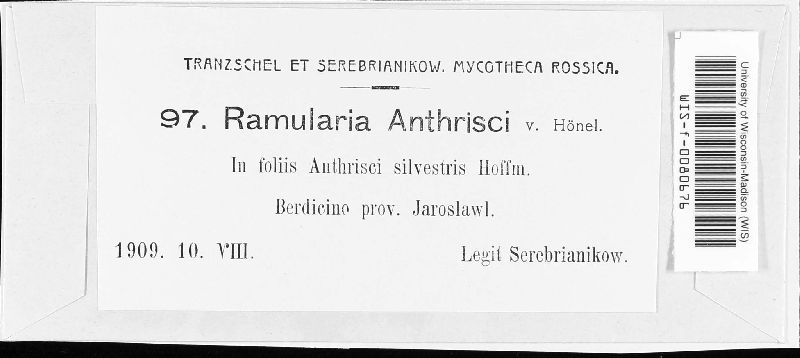 TRANZSCHEL ET SEREBRIANIKOW. MYCOTHECA ROSSICA.
97. Ramularia Anthrisci v. Hönel.
In foliis Anthrisci silvestris Hoffm.
Berdicino prov. Jaroslawl.
1909. 10. VIII. Legit Serebrianikow.
University of Wisconsin-Madison (WIS)
WIS-f-0080676